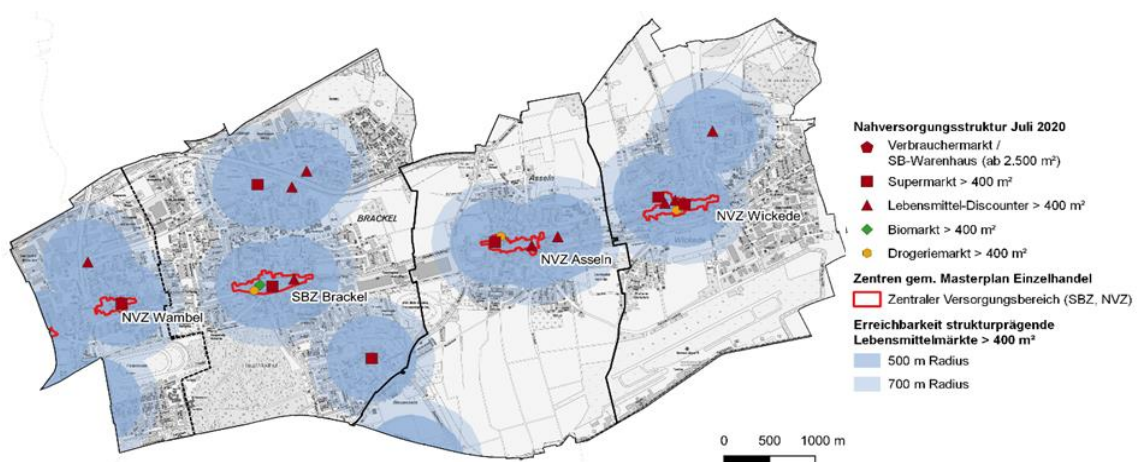 Asseln
BRACKEL
Wickede
NVZ Wickede
NVZ Asseln
SBZ Brackel
NVZ Wambel
Nahversorgungsstruktur Juli 2020
Verbrauchermarkt /
SB-Warenhaus (ab 2.500 m²)
Supermarkt > 400 m²
Lebensmittel-Discounter > 400 m²
Biomarkt > 400 m²
Drogeriemarkt > 400 m²
Zentren gem. Masterplan Einzelhandel
Zentraler Versorgungsbereich (SBZ, NVZ)
Erreichbarkeit strukturprägende
Lebensmittelmärkte > 400 m²
500 m Radius
700 m Radius
0 500 1000 m